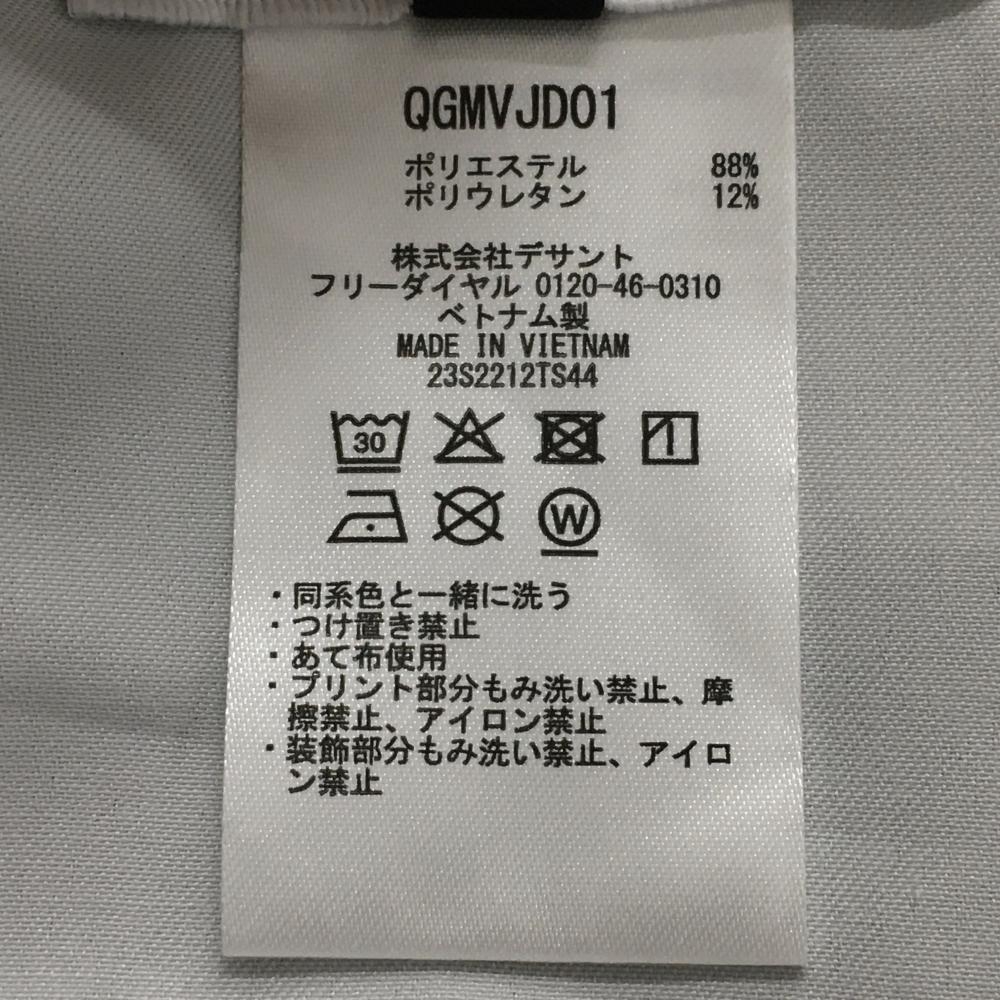 QGMVJD01
ポリエステル 88%
ポリウレタン 12%
株式会社デサント
フリーダイヤル 0120-46-0310
ベトナム製
MADE IN VIETNAM
23S2212TS44
30
W
・同系色と一緒に洗う
・つけ置き禁止
・あて布使用
・プリント部分もみ洗い禁止、摩
擦禁止、アイロン禁止
・装飾部分もみ洗い禁止、アイロ
ン禁止